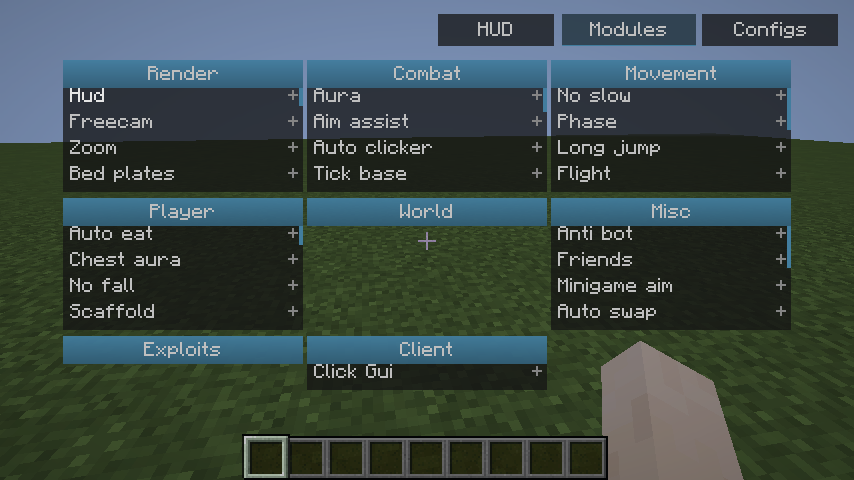 HUD Modules Configs
Render Combat Movement
Hud + Aura + No slow +
Freecam + Aim assist + Phase +
Zoom + Auto clicker + Long jump +
Bed plates + Tick base + Flight +
Player World Misc
Auto eat + Anti bot +
Chest aura + Friends +
No fall + Minigame aim +
Scaffold + Auto swap +
Exploits Client
Click Gui +